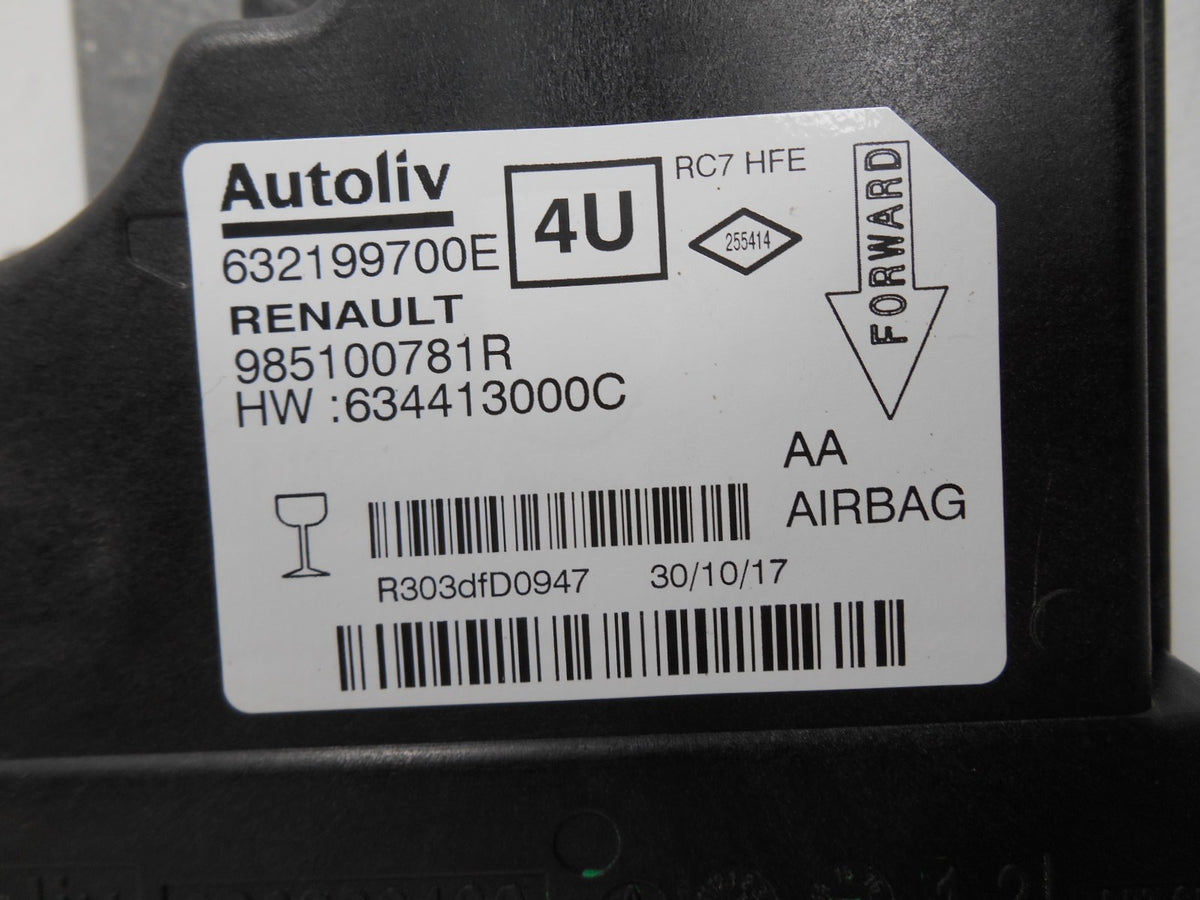 Autoliv
632199700E
4U
RC7 HFE
255414
FORWARD
RENAULT
985100781R
HW :634413000C
AA
AIRBAG
R303dfD0947 30/10/17